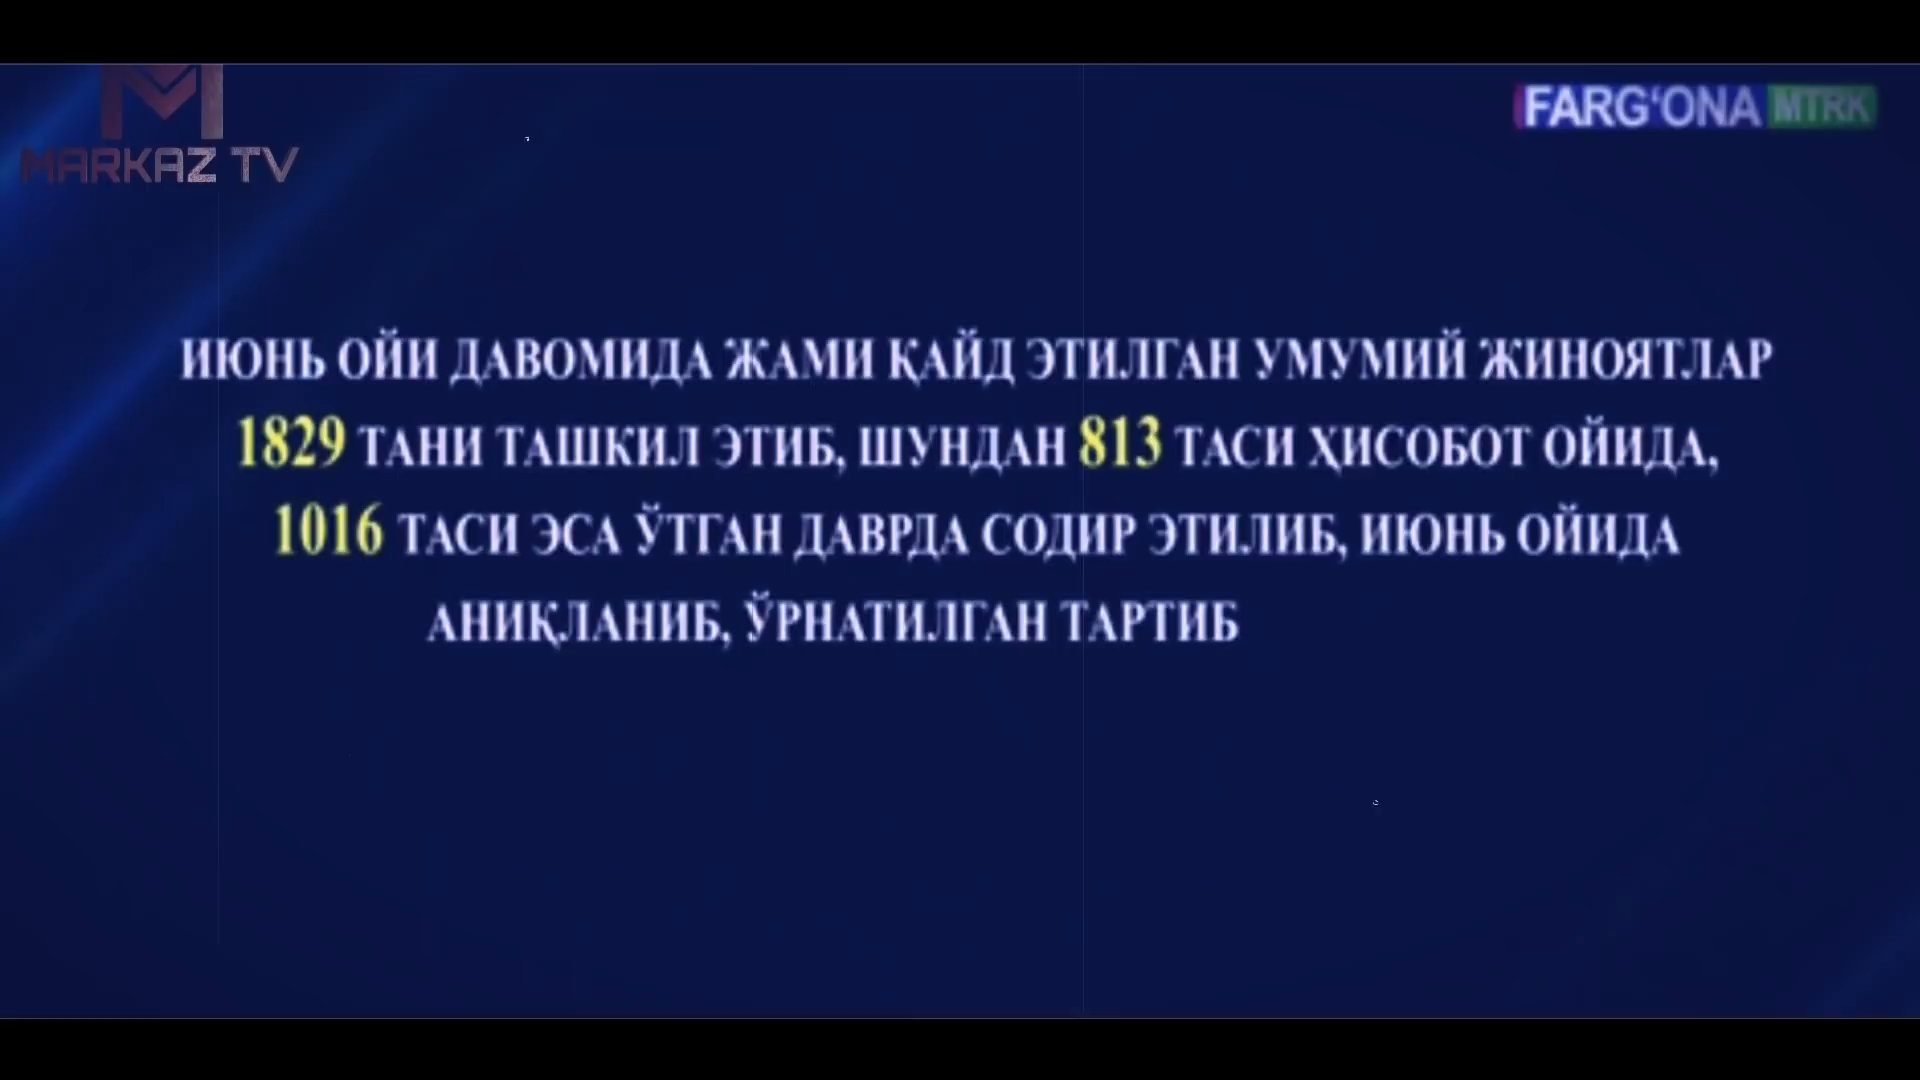 MARKAZ TV
FARG‘ONA MTRK
ИЮНЬ ОЙИ ДАВОМИДА ЖАМИ ҚАЙД ЭТИЛГАН УМУМИЙ ЖИНОЯТЛАР
1829 ТАНИ ТАШКИЛ ЭТИБ, ШУНДАН 813 ТАСИ ҲИСОБОТ ОЙИДА,
1016 ТАСИ ЭСА ЎТГАН ДАВРДА СОДИР ЭТИЛИБ, ИЮНЬ ОЙИДА
АНИҚЛАНИБ, ЎРНАТИЛГАН ТАРТИБ